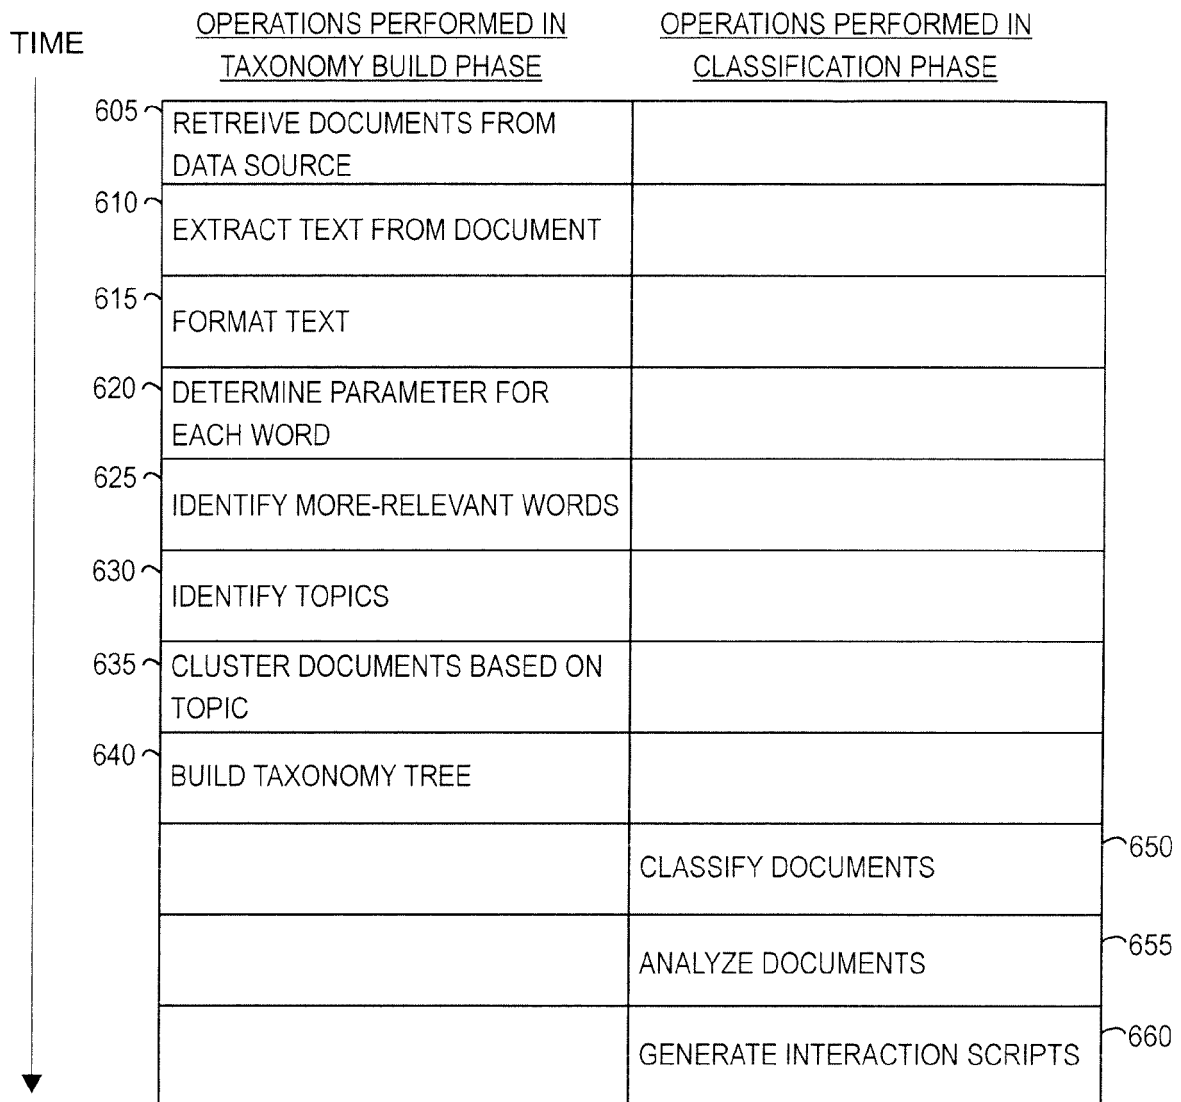 TIME
OPERATIONS PERFORMED IN
TAXONOMY BUILD PHASE
OPERATIONS PERFORMED IN
CLASSIFICATION PHASE
605
RETREIVE DOCUMENTS FROM
DATA SOURCE
610
EXTRACT TEXT FROM DOCUMENT
615
FORMAT TEXT
620
DETERMINE PARAMETER FOR
EACH WORD
625
IDENTIFY MORE-RELEVANT WORDS
630
IDENTIFY TOPICS
635
CLUSTER DOCUMENTS BASED ON
TOPIC
640
BUILD TAXONOMY TREE
CLASSIFY DOCUMENTS
650
ANALYZE DOCUMENTS
655
GENERATE INTERACTION SCRIPTS
660